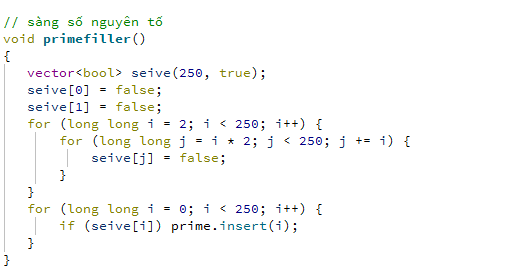 // sàng số nguyên tố
void primefiller()
{
    vector<bool> seive(250, true);
    seive[0] = false;
    seive[1] = false;
    for (long long i = 2; i < 250; i++) {
        for (long long j = i * 2; j < 250; j += i) {
            seive[j] = false;
        }
    }
    for (long long i = 0; i < 250; i++) {
        if (seive[i]) prime.insert(i);
    }
}